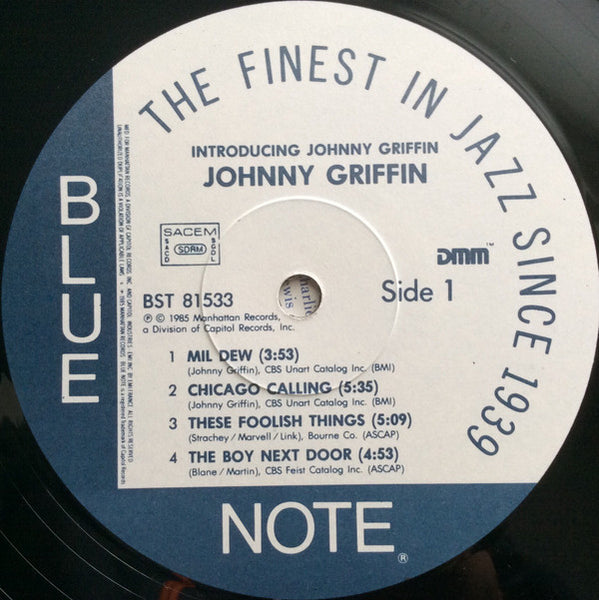 THE FINEST IN JAZZ SINCE 1939
INTRODUCING JOHNNY GRIFFIN
JOHNNY GRIFFIN
BLUE
SACEM
SACD
SDRM
SGDL
DMM™
BST 81533
Side 1
℗ © 1985 Manhattan Records,
a Division of Capitol Records, Inc.
1 MIL DEW (3:53)
(Johnny Griffin), CBS Unart Catalog Inc. (BMI)
2 CHICAGO CALLING (5:35)
(Johnny Griffin), CBS Unart Catalog Inc. (BMI)
3 THESE FOOLISH THINGS (5:09)
(Strachey/Marvell/Link), Bourne Co. (ASCAP)
4 THE BOY NEXT DOOR (4:53)
(Blane/Martin), CBS Feist Catalog Inc. (ASCAP)
NOTE®